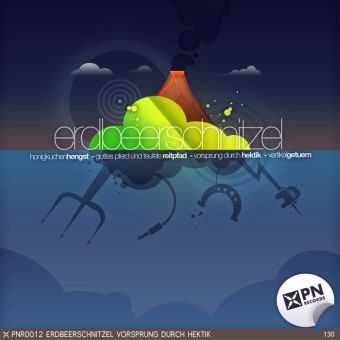 erdbeerschnitzel
honigkuchenhengst - gottes pferd und teufels reitpfad - vorsprung durch hektik - vertikalgetuem
PN
RECORDS
X PNR0012 ERDBEERSCHNITZEL VORSPRUNG DURCH HEKTIK 130